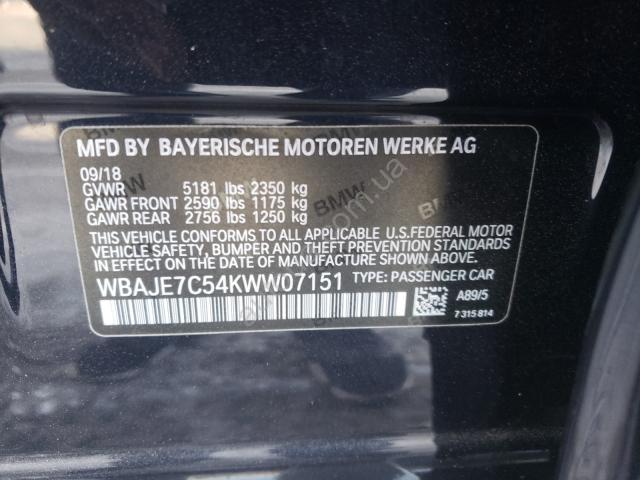 MFD BY BAYERISCHE MOTOREN WERKE AG
09/18
GVWR 5181 lbs 2350 kg
GAWR FRONT 2590 lbs 1175 kg
GAWR REAR 2756 lbs 1250 kg
THIS VEHICLE CONFORMS TO ALL APPLICABLE U.S.FEDERAL MOTOR
VEHICLE SAFETY, BUMPER AND THEFT PREVENTION STANDARDS
IN EFFECT ON THE DATE OF MANUFACTURE SHOWN ABOVE.
WBAJE7C54KWW07151 TYPE: PASSENGER CAR
A89/5
7 315 814
BMW
BMW
BMW